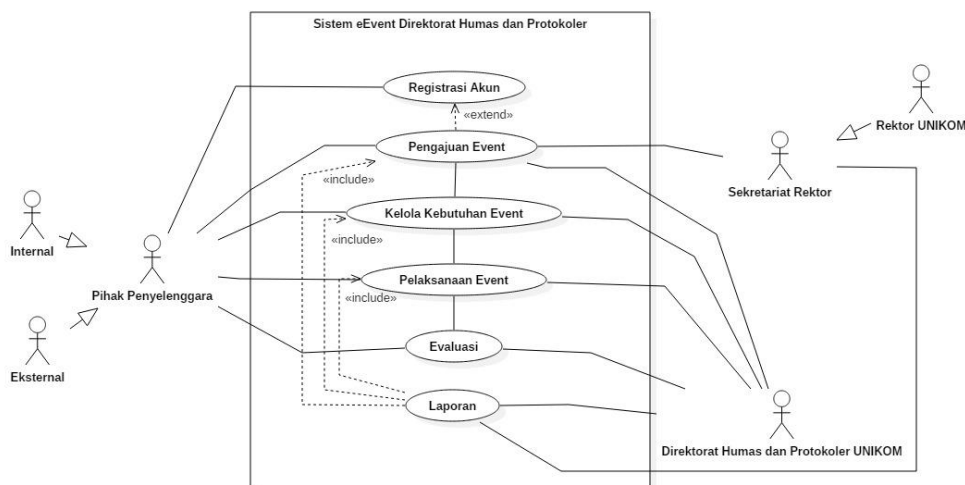 Sistem eEvent Direktorat Humas dan Protokoler
Registrasi Akun
«extend»
Pengajuan Event
«include»
Kelola Kebutuhan Event
«include»
Pelaksanaan Event
«include»
Evaluasi
Laporan
Internal
Pihak Penyelenggara
Eksternal
Rektor UNIKOM
Sekretariat Rektor
Direktorat Humas dan Protokoler UNIKOM